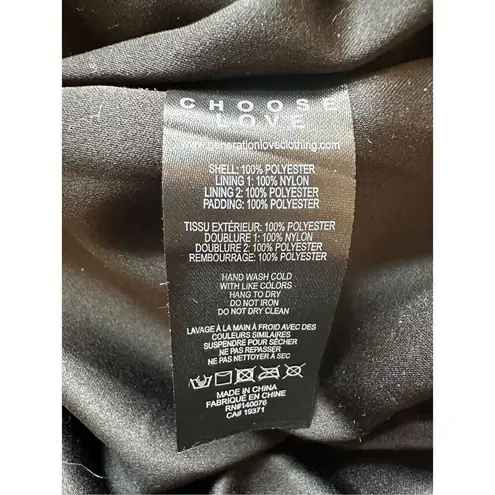 CHOOSE
LOVE
www.generationloveclothing.com
SHELL: 100% POLYESTER
LINING 1: 100% NYLON
LINING 2: 100% POLYESTER
PADDING: 100% POLYESTER
TISSU EXTÉRIEUR: 100% POLYESTER
DOUBLURE 1: 100% NYLON
DOUBLURE 2: 100% POLYESTER
REMBOURRAGE: 100% POLYESTER
HAND WASH COLD
WITH LIKE COLORS
HANG TO DRY
DO NOT IRON
DO NOT DRY CLEAN
LAVAGE À LA MAIN À FROID AVEC DES
COULEURS SIMILAIRES
SUSPENDRE POUR SÉCHER
NE PAS REPASSER
NE PAS NETTOYER À SEC
MADE IN CHINA
FABRIQUÉ EN CHINE
RN#140076
CA# 19371